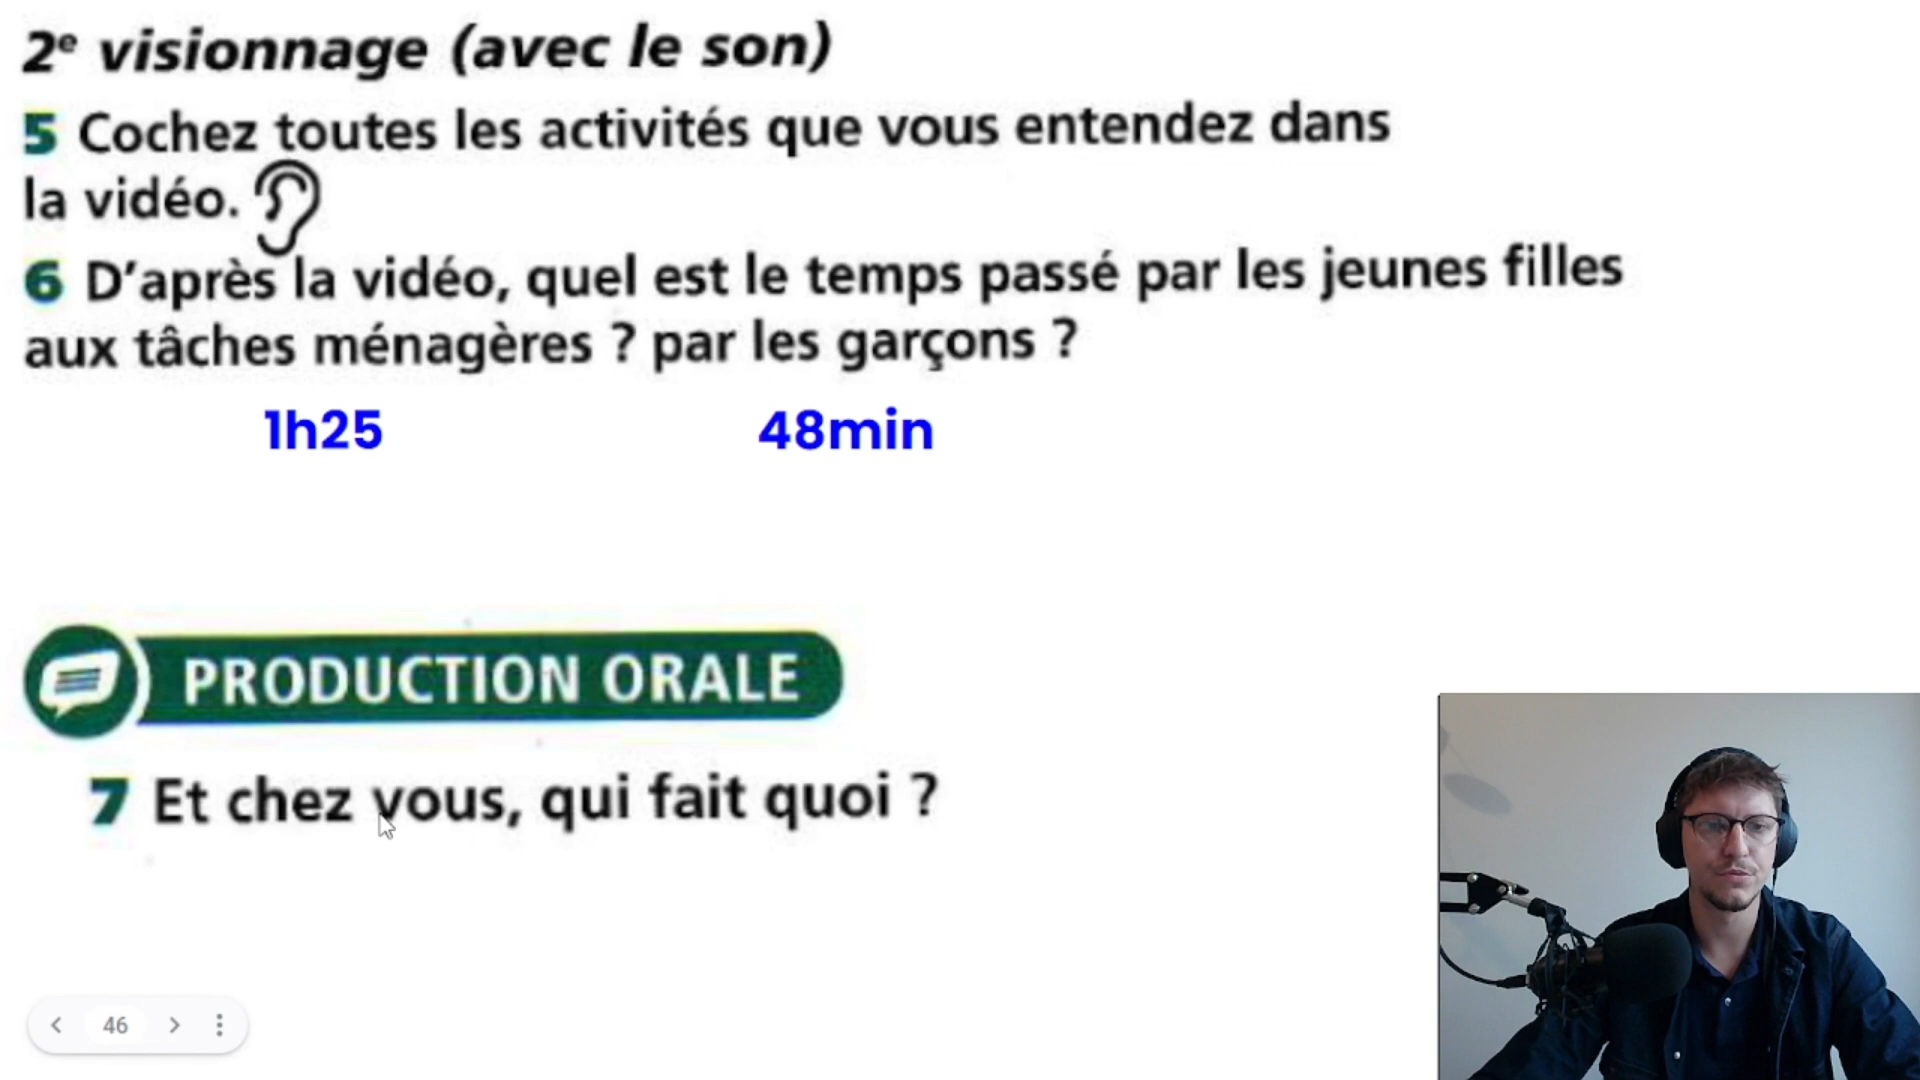 2e visionnage (avec le son)
5 Cochez toutes les activités que vous entendez dans
la vidéo.
6 D'après la vidéo, quel est le temps passé par les jeunes filles
aux tâches ménagères ? par les garçons ?
1h25 48min
PRODUCTION ORALE
7 Et chez vous, qui fait quoi ?
46